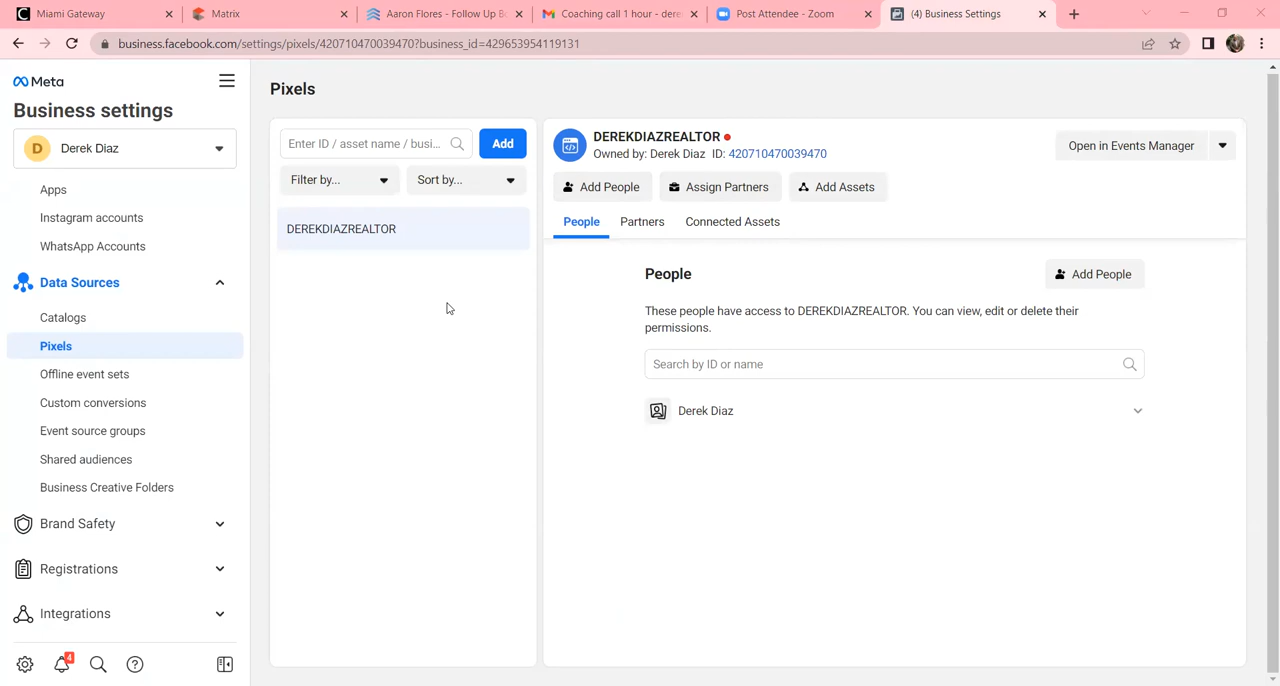 Miami Gateway
Matrix
Aaron Flores - Follow Up B
Coaching call 1 hour - dere
Post Attendee - Zoom
(4) Business Settings
business.facebook.com/settings/pixels/420710470039470?business_id=429653954119131
Meta
Business settings
D
Derek Diaz
Apps
Instagram accounts
WhatsApp Accounts
Data Sources
Catalogs
Pixels
Offline event sets
Custom conversions
Event source groups
Shared audiences
Business Creative Folders
Brand Safety
Registrations
Integrations
4
Pixels
Enter ID / asset name / busi...
Add
Filter by...
Sort by...
DEREKDIAZREALTOR
DEREKDIAZREALTOR
Owned by: Derek Diaz ID: 420710470039470
Open in Events Manager
Add People
Assign Partners
Add Assets
People
Partners
Connected Assets
People
Add People
These people have access to DEREKDIAZREALTOR. You can view, edit or delete their
permissions.
Search by ID or name
Derek Diaz